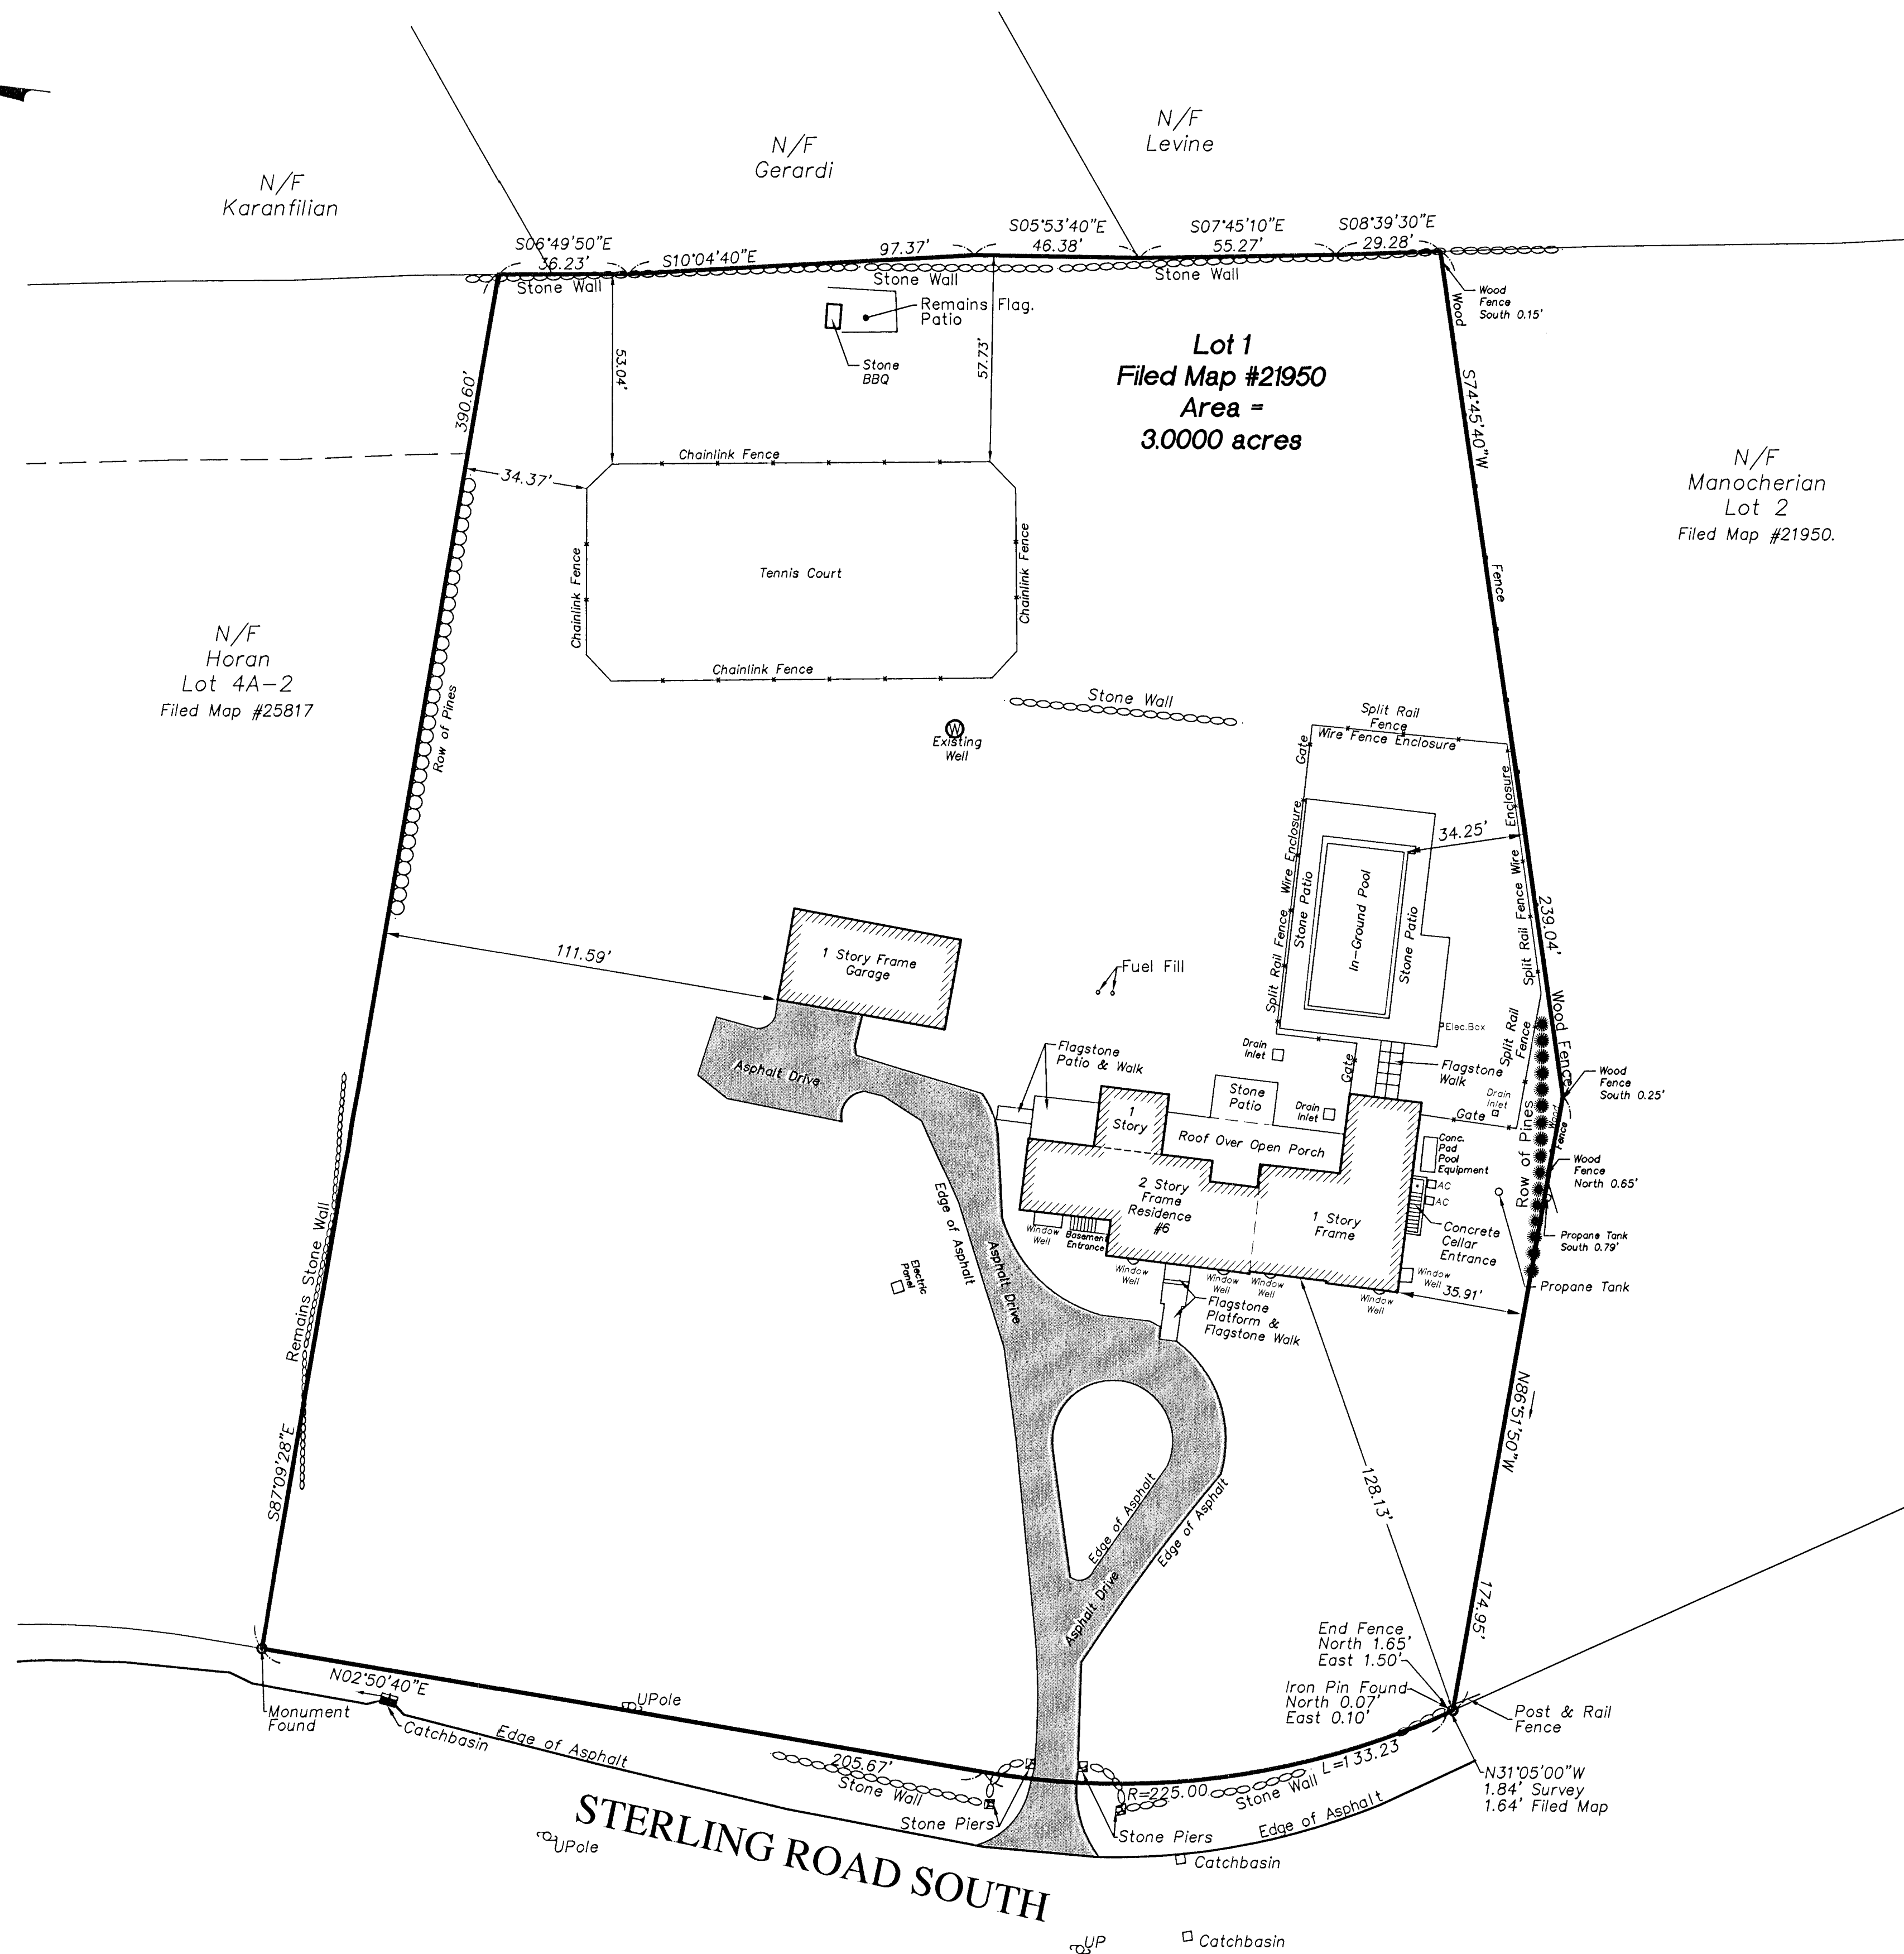 N/F
Karanfilian
N/F
Gerardi
N/F
Levine
S06°49'50"E
36.23'
S10°04'40"E
97.37'
S05°53'40"E
46.38'
S07°45'10"E
55.27'
S08°39'30"E
29.28'
Stone Wall
Stone Wall
Stone Wall
Remains Flag.
Patio
Stone
BBQ
Wood
Fence
South 0.15'
Wood
53.04'
57.73'
Lot 1
Filed Map #21950
Area =
3.0000 acres
390.60'
S74°45'40"W
34.37'
Chainlink Fence
N/F
Manocherian
Lot 2
Filed Map #21950.
Chainlink Fence
Tennis Court
Chainlink Fence
Fence
Chainlink Fence
N/F
Horan
Lot 4A-2
Filed Map #25817
Row of Pines
Stone Wall
W
Existing
Well
Split Rail
Fence
Wire Fence Enclosure
Gate
Enclosure
34.25'
Split Rail Fence Wire
Split Rail Fence Wire Enclosure
Stone Patio
In-Ground Pool
Stone Patio
239.04'
111.59'
1 Story Frame
Garage
Fuel Fill
Wood Fence
Elec.Box
Split Rail
Fence
Drain
Inlet
Gate
Flagstone
Walk
Flagstone
Patio & Walk
Asphalt Drive
Stone
Patio
Drain
Inlet
1
Story
Roof Over Open Porch
Drain
Inlet
Gate
Wood
Fence
South 0.25'
Wood
Fence
Row of Pines
Conc.
Pad
Pool
Equipment
Wood
Fence
North 0.65'
AC
AC
2 Story
Frame
Residence
#6
1 Story
Frame
Concrete
Cellar
Entrance
Propane Tank
South 0.79'
Propane Tank
Window
Well
Basement
Entrance
Window
Well
Window
Well
Window
Well
Window
Well
Window
Well
35.91'
Flagstone
Platform &
Flagstone Walk
Edge of Asphalt
Asphalt Drive
Electric
Panel
Remains Stone Wall
S87°09'28"E
N86°51'50"W
128.13'
Edge of Asphalt
Edge of Asphalt
Asphalt Drive
174.95'
End Fence
North 1.65'
East 1.50'
Iron Pin Found
North 0.07'
East 0.10'
Post & Rail
Fence
N02°50'40"E
Monument
Found
Catchbasin
UPole
Edge of Asphalt
205.67'
Stone Wall
Stone Piers
R=225.00
L=133.23
Stone Wall
Edge of Asphalt
N31°05'00"W
1.84' Survey
1.64' Filed Map
Stone Piers
Catchbasin
UPole
STERLING ROAD SOUTH
UP
Catchbasin